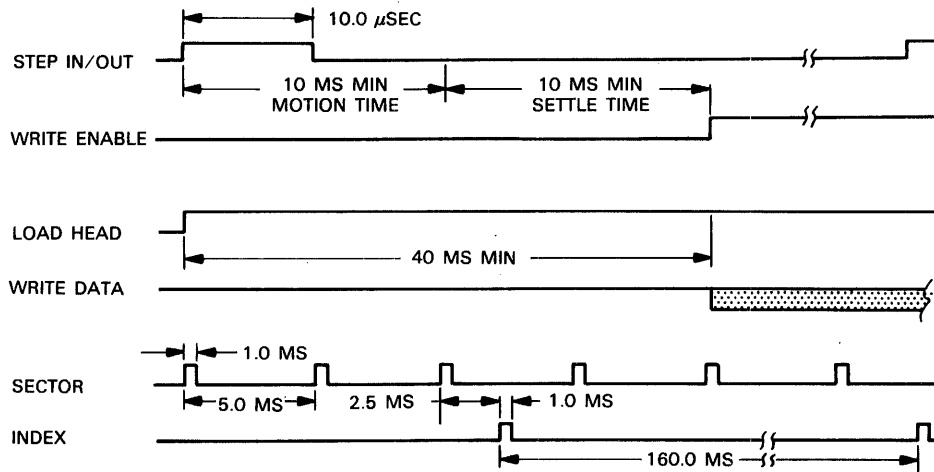 10.0 μSEC
STEP IN/OUT
10 MS MIN
MOTION TIME
10 MS MIN
SETTLE TIME
WRITE ENABLE
LOAD HEAD
40 MS MIN
WRITE DATA
1.0 MS
SECTOR
5.0 MS
2.5 MS
1.0 MS
INDEX
160.0 MS